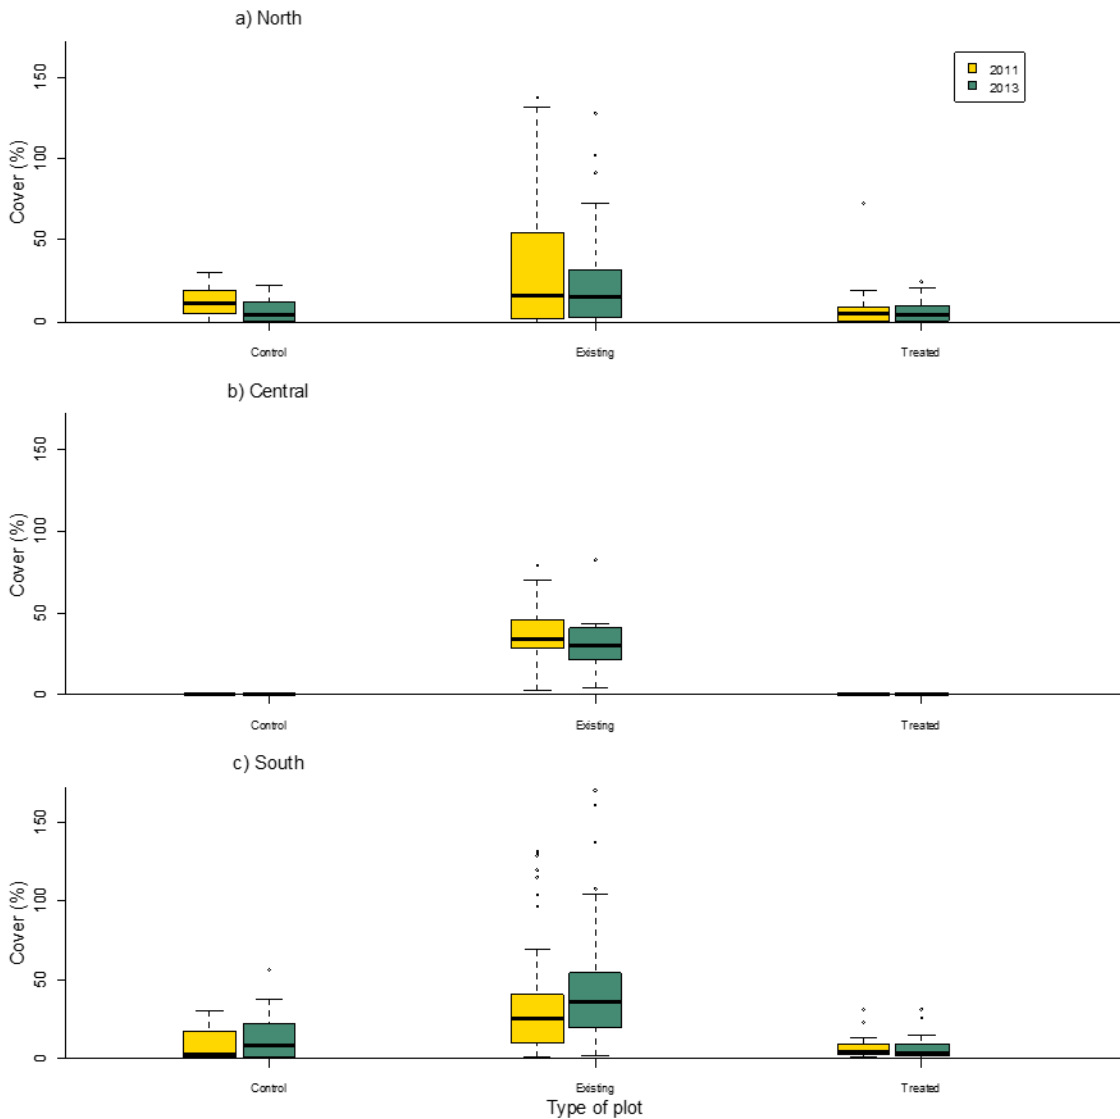 a) North
2011
2013
Cover (%)
150
100
50
0
Control Existing Treated
b) Central
Cover (%)
150
100
50
0
Control Existing Treated
c) South
Cover (%)
150
100
50
0
Control Existing Treated
Type of plot